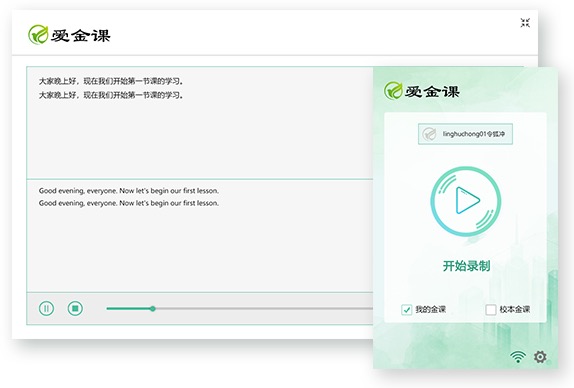 爱金课
大家晚上好，现在我们开始第一节课的学习。
大家晚上好，现在我们开始第一节课的学习。
Good evening, everyone. Now let's begin our first lesson.
Good evening, everyone. Now let's begin our first lesson.
爱金课
linghuchong01令狐冲
开始录制
我的金课
校本金课